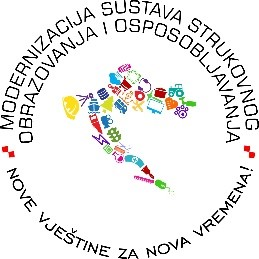 MODERNIZACIJA SUSTAVA STRUKOVNOG
OBRAZOVANJA I OSPOSOBLJAVANJA
NOVE VJEŠTINE ZA NOVA VREMENA!